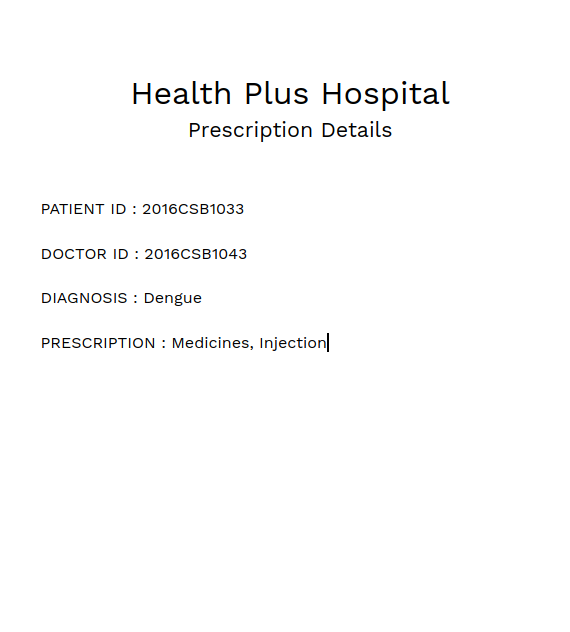 Health Plus Hospital
Prescription Details
PATIENT ID : 2016CSB1033
DOCTOR ID : 2016CSB1043
DIAGNOSIS : Dengue
PRESCRIPTION : Medicines, Injection